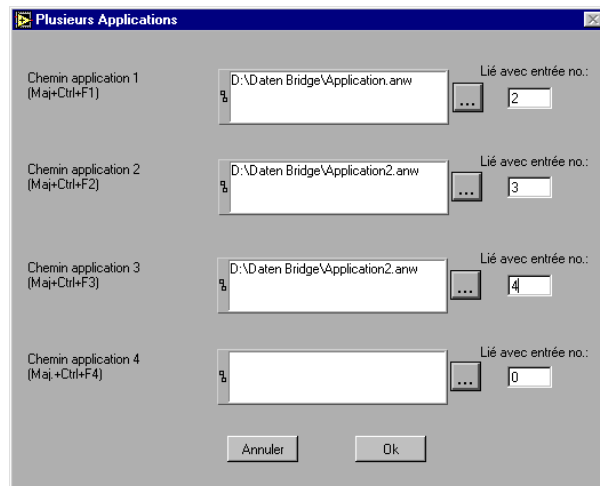 Plusieurs Applications
Chemin application 1
(Maj+Ctrl+F1)
D:\Daten Bridge\Application.anw
...
Lié avec entrée no.:
2
Chemin application 2
(Maj+Ctrl+F2)
D:\Daten Bridge\Application2.anw
...
Lié avec entrée no.:
3
Chemin application 3
(Maj+Ctrl+F3)
D:\Daten Bridge\Application2.anw
...
Lié avec entrée no.:
4
Chemin application 4
(Maj.+Ctrl+F4)
...
Lié avec entrée no.:
0
Annuler
Ok